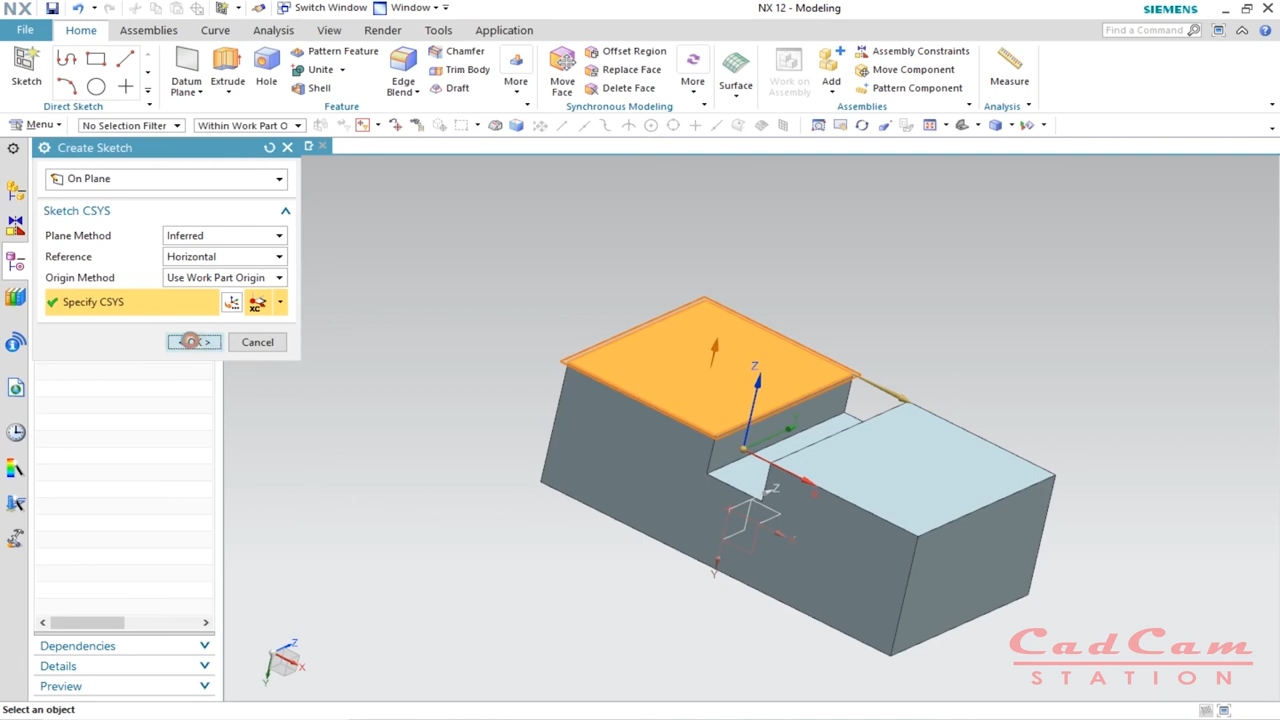 NX
Switch Window
Window
NX 12 - Modeling
SIEMENS
File
Home
Assemblies
Curve
Analysis
View
Render
Tools
Application
Find a Command
Sketch
Direct Sketch
Datum
Plane
Extrude
Hole
Pattern Feature
Unite
Shell
Edge
Blend
Chamfer
Trim Body
Draft
More
Feature
Move
Face
Offset Region
Replace Face
Delete Face
More
Synchronous Modeling
Surface
Work on
Assembly
Add
Assembly Constraints
Move Component
Pattern Component
Assemblies
Measure
Analysis
Menu
No Selection Filter
Within Work Part O
Create Sketch
On Plane
Sketch CSYS
Plane Method
Inferred
Reference
Horizontal
Origin Method
Use Work Part Origin
Specify CSYS
XC
Cancel
Z
Z
Y
Z
X
Y
Dependencies
Details
Preview
CadCam
STATION
Select an object